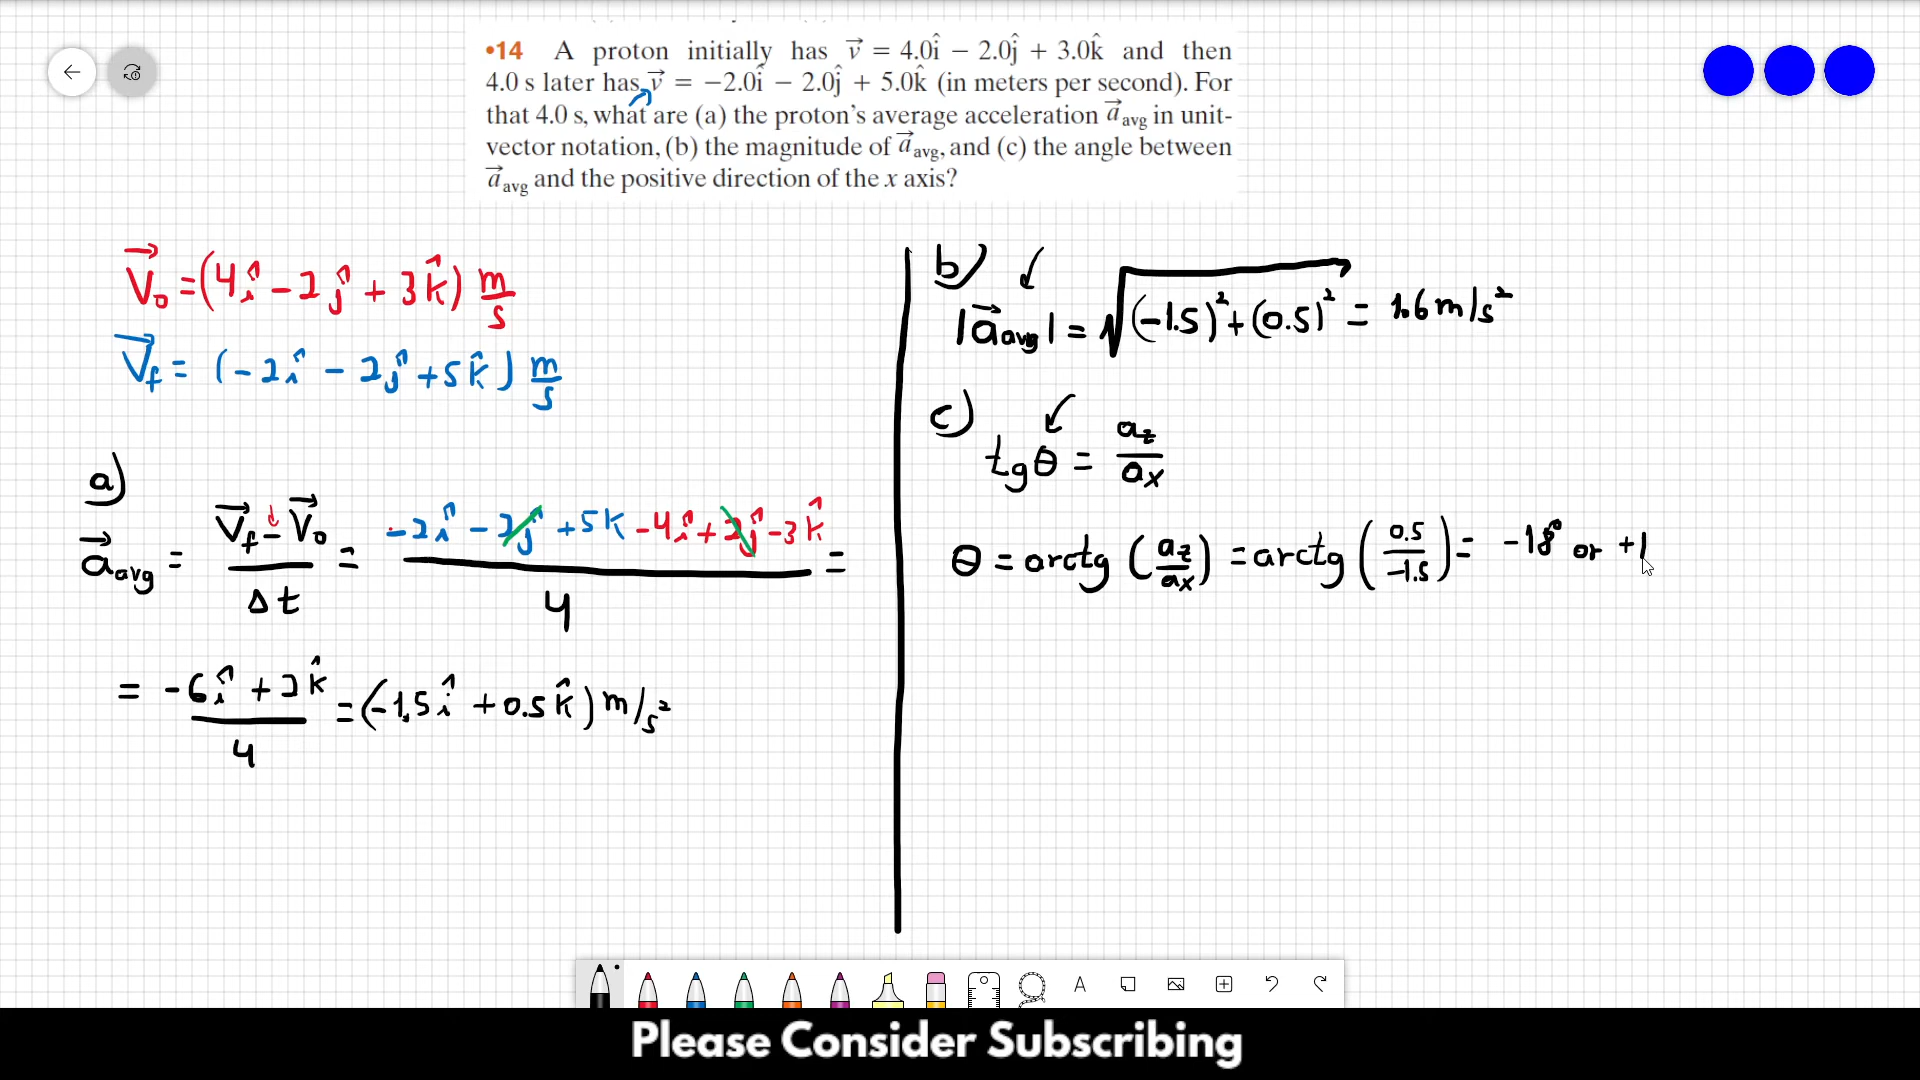 •14 A proton initially has v⃗ = 4.0î − 2.0ĵ + 3.0k̂ and then
4.0 s later has v⃗ = −2.0î − 2.0ĵ + 5.0k̂ (in meters per second). For
that 4.0 s, what are (a) the proton's average acceleration a⃗avg in unit-
vector notation, (b) the magnitude of a⃗avg, and (c) the angle between
a⃗avg and the positive direction of the x axis?
V⃗₀ = (4î − 2ĵ + 3k̂) m/s
V⃗f = (−2î − 2ĵ + 5k̂) m/s
a)
a⃗avg = (V⃗f − V⃗₀)/Δt = (−2î − 2ĵ + 5k − 4î + 2ĵ − 3k̂)/4 =
= (−6î + 2k̂)/4 = (−1,5î + 0.5k̂) m/s²
b)
|a⃗avg| = √(−1.5)² + (0.5)² = 1.6 m/s²
c)
tgθ = az/ax
θ = arctg (az/ax) = arctg (0.5/−1.5) = −18° or +1
A
Please Consider Subscribing